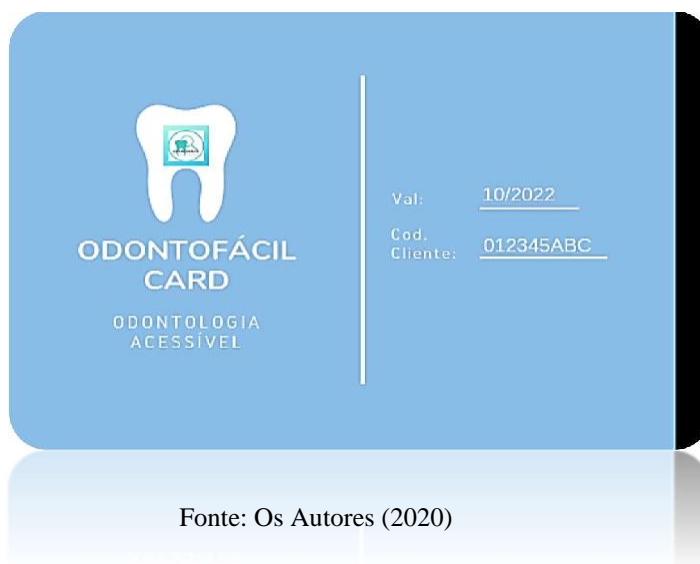 ODONTOFÁCIL
CARD
ODONTOLOGIA
ACESSÍVEL
Val: 10/2022
Cod.
Cliente: 012345ABC
Fonte: Os Autores (2020)